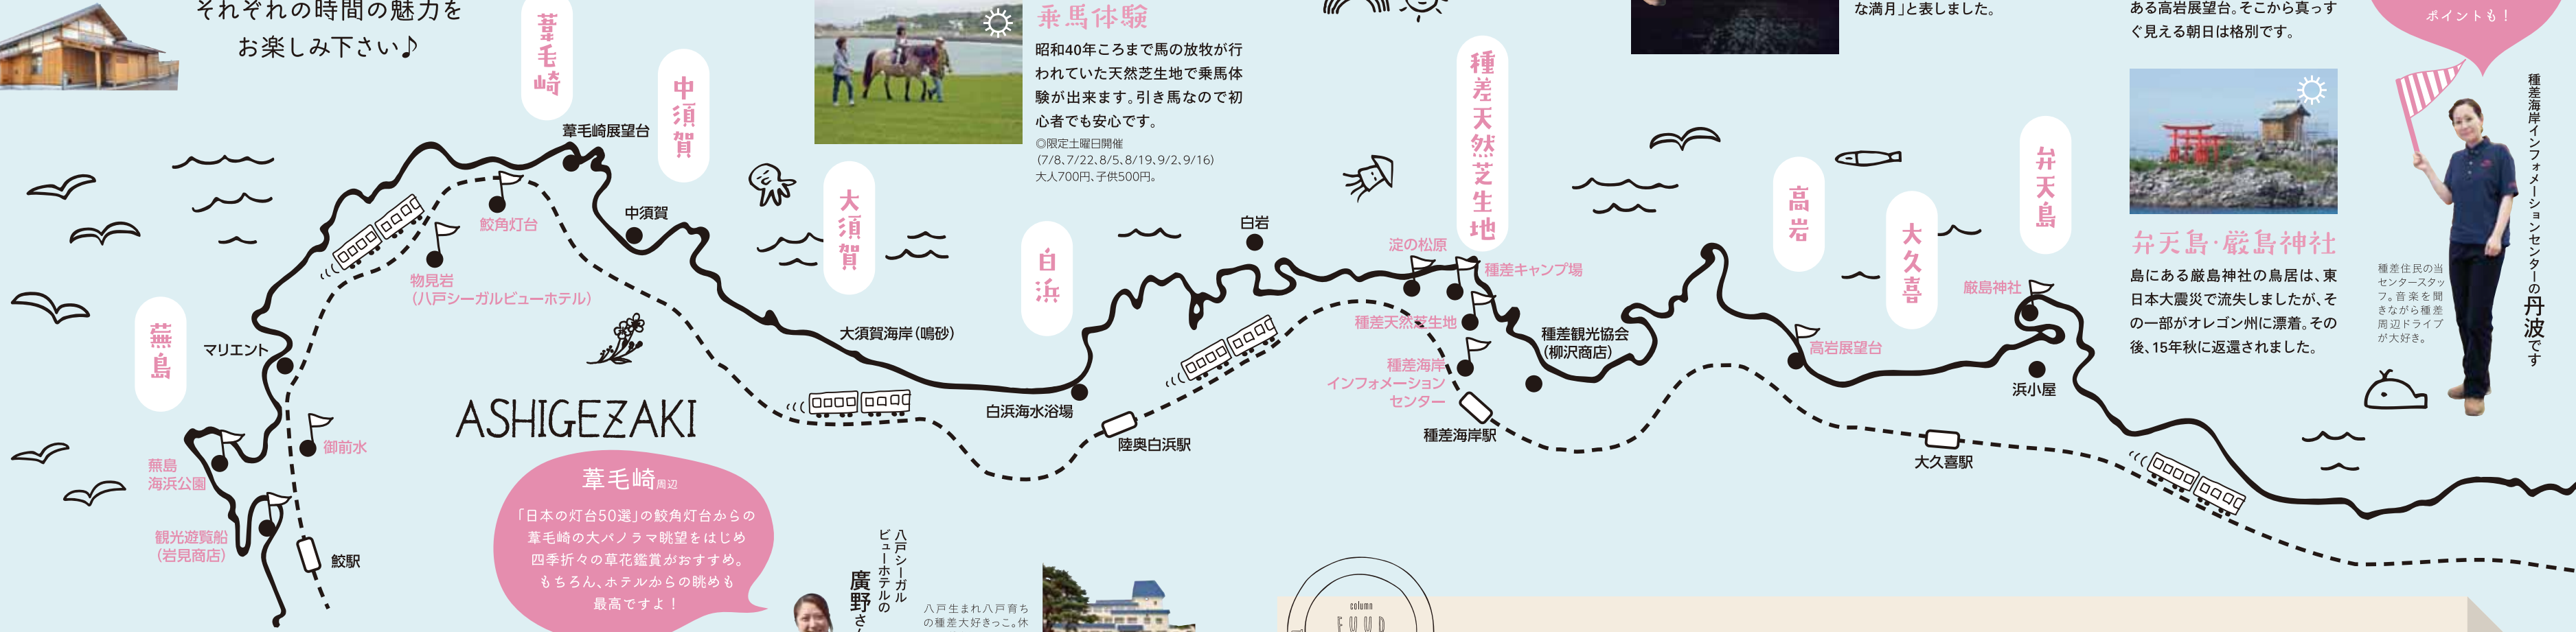 それぞれの時間の魅力を
お楽しみ下さい♪
葦毛崎
中須賀
乗馬体験
昭和40年ころまで馬の放牧が行
われていた天然芝生地で乗馬体
験が出来ます。引き馬なので初
心者でも安心です。
◎限定土曜日開催
(7/8、7/22、8/5、8/19、9/2、9/16)
大人700円、子供500円。
種差天然芝生地
な満月」と表しました。
ある高岩展望台。そこから真っす
ぐ見える朝日は格別です。
ポイントも！
種差海岸インフォメーションセンターの丹波です
種差住民の当
センタースタッ
フ。音楽を聞
きながら種差
周辺ドライブ
が大好き。
弁天島・厳島神社
島にある厳島神社の鳥居は、東
日本大震災で流失しましたが、そ
の一部がオレゴン州に漂着。その
後、15年秋に返還されました。
葦毛崎展望台
中須賀
鮫角灯台
物見岩
(八戸シーガルビューホテル)
大須賀
白浜
白岩
淀の松原
種差キャンプ場
種差天然芝生地
高岩
大久喜
弁天島
厳島神社
蕪島
マリエント
大須賀海岸(鳴砂)
種差観光協会
(柳沢商店)
高岩展望台
種差海岸
インフォメーション
センター
浜小屋
白浜海水浴場
陸奥白浜駅
種差海岸駅
大久喜駅
ASHIGEZAKI
御前水
蕪島
海浜公園
観光遊覧船
(岩見商店)
鮫駅
葦毛崎周辺
「日本の灯台50選」の鮫角灯台からの
葦毛崎の大パノラマ眺望をはじめ
四季折々の草花鑑賞がおすすめ。
もちろん、ホテルからの眺めも
最高ですよ！
八戸シーガル
ビューホテルの
廣野さん
八戸生まれ八戸育ち
の種差大好きっこ。休
column